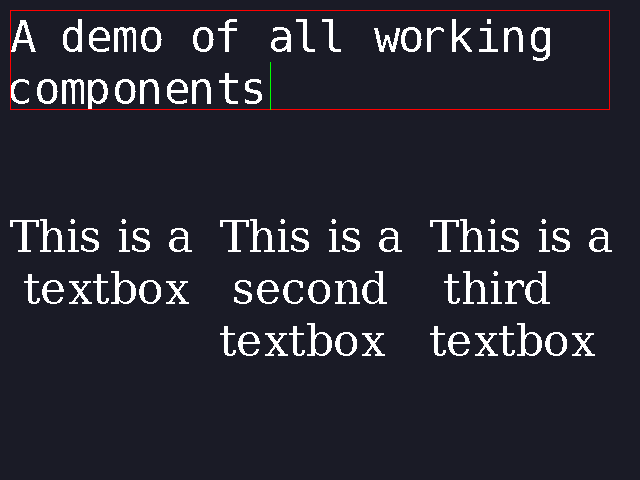 A demo of all working
components
This is a
textbox
This is a
second
textbox
This is a
third
textbox